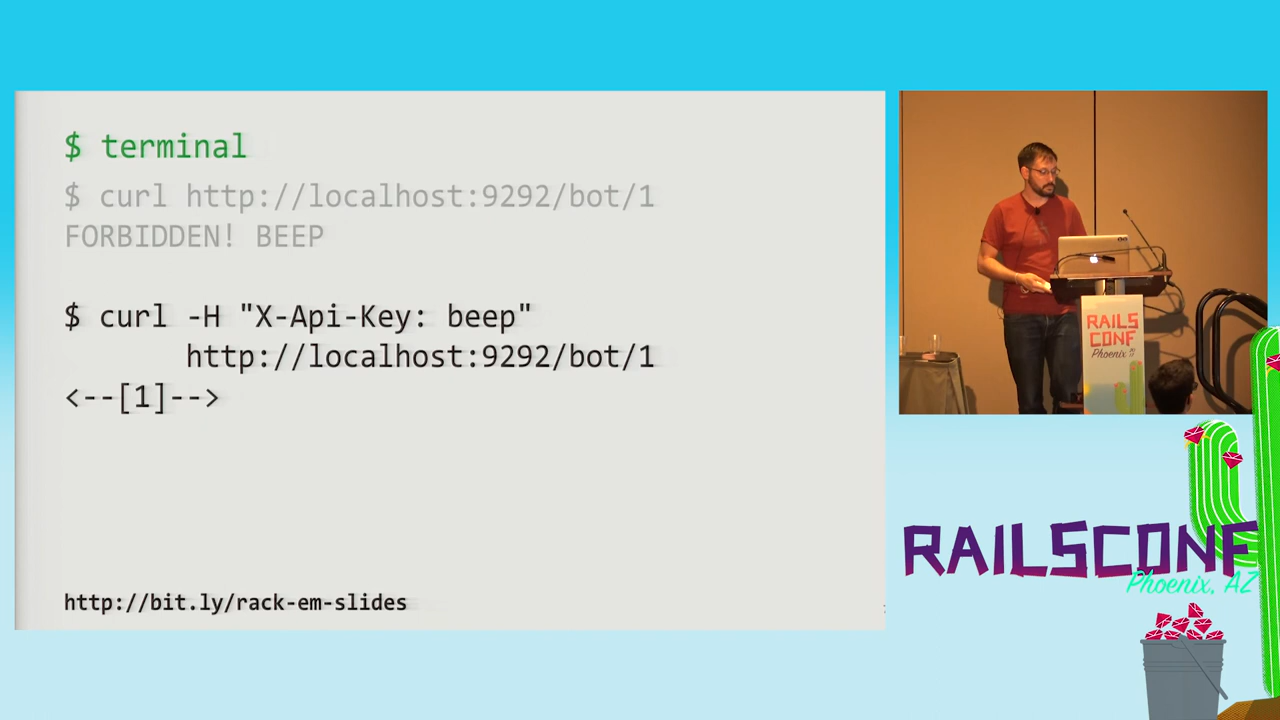 $ terminal
$ curl http://localhost:9292/bot/1
FORBIDDEN! BEEP
$ curl -H "X-Api-Key: beep"
http://localhost:9292/bot/1
<--[1]-->
http://bit.ly/rack-em-slides
RAILS
CONF
Phoenix
RAILSCONF
Phoenix, AZ